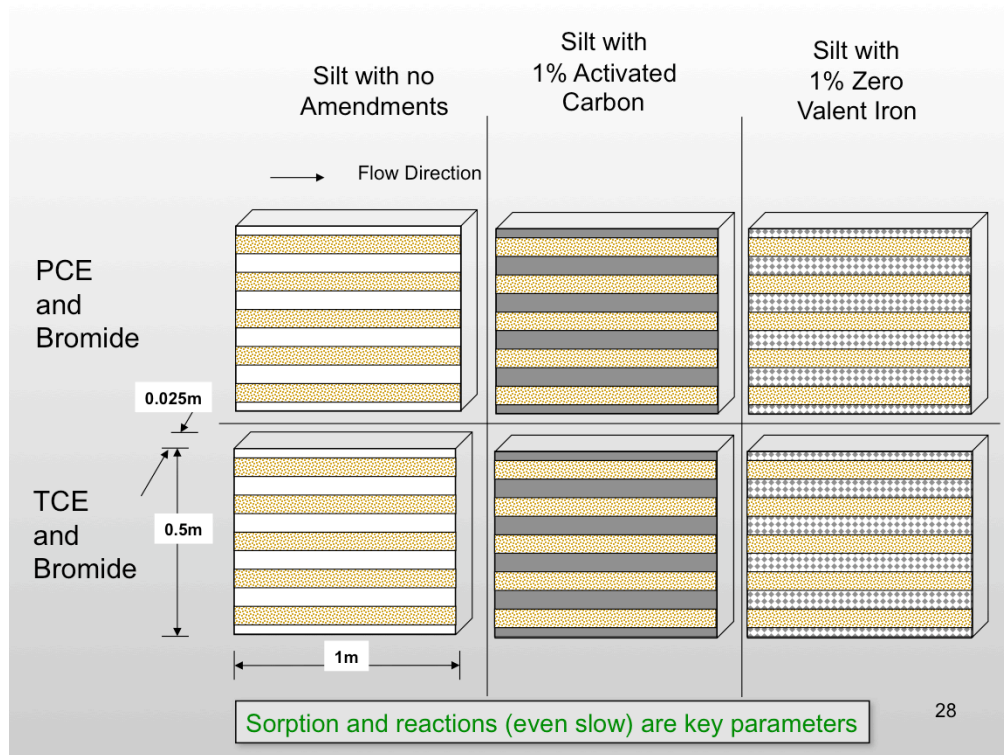 Silt with no
Amendments
Silt with
1% Activated
Carbon
Silt with
1% Zero
Valent Iron
Flow Direction
PCE
and
Bromide
0.025m
TCE
and
Bromide
0.5m
1m
Sorption and reactions (even slow) are key parameters
28